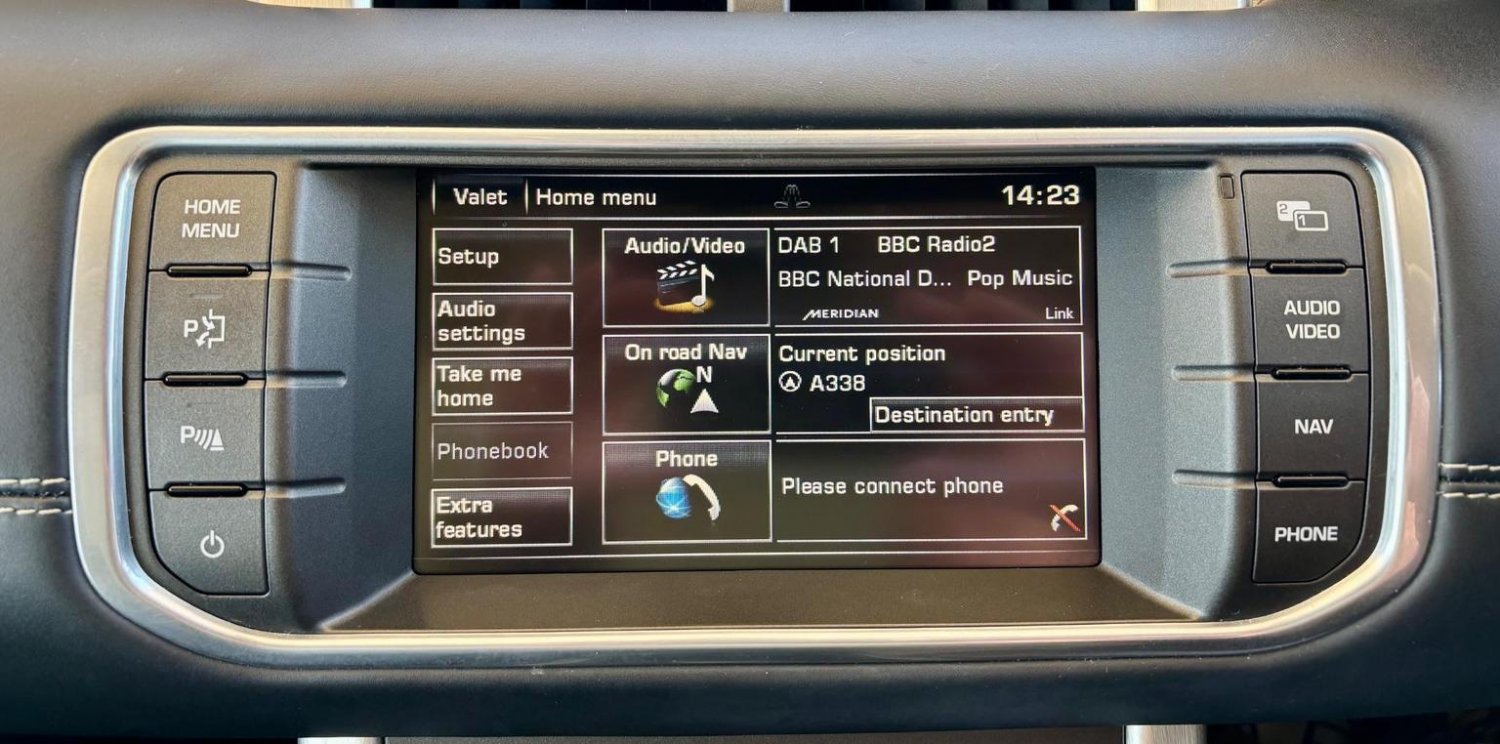 HOME
MENU
P
P
Valet Home menu 14:23
Setup
Audio
settings
Take me
home
Phonebook
Extra
features
Audio/Video
On road Nav
N
Phone
DAB 1 BBC Radio2
BBC National D... Pop Music
MERIDIAN Link
Current position
A338
Destination entry
Please connect phone
2
1
AUDIO
VIDEO
NAV
PHONE